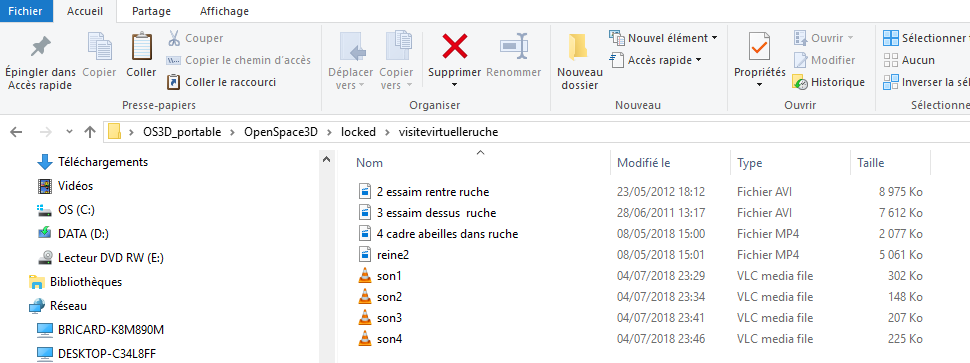 Fichier Accueil Partage Affichage
Épingler dans Accès rapide
Copier
Coller
Couper
Copier le chemin d'accès
Coller le raccourci
Presse-papiers
Déplacer vers
Copier vers
Supprimer
Renommer
Organiser
Nouveau dossier
Nouvel élément
Accès rapide
Nouveau
Propriétés
Ouvrir
Modifier
Historique
Ouvrir
Sélectionner
Aucun
Inverser la sél
Sélectionne
OS3D_portable OpenSpace3D locked visitevirtuelleruche
Téléchargements
Vidéos
OS (C:)
DATA (D:)
Lecteur DVD RW (E:)
Bibliothèques
Réseau
BRICARD-K8M890M
DESKTOP-C34L8FF
Nom Modifié le Type Taille
2 essaim rentre ruche 23/05/2012 18:12 Fichier AVI 8 975 Ko
3 essaim dessus  ruche 28/06/2011 13:17 Fichier AVI 7 612 Ko
4 cadre abeilles dans ruche 08/05/2018 15:00 Fichier MP4 2 077 Ko
reine2 08/05/2018 15:01 Fichier MP4 5 061 Ko
son1 04/07/2018 23:29 VLC media file 302 Ko
son2 04/07/2018 23:34 VLC media file 148 Ko
son3 04/07/2018 23:41 VLC media file 207 Ko
son4 04/07/2018 23:46 VLC media file 225 Ko